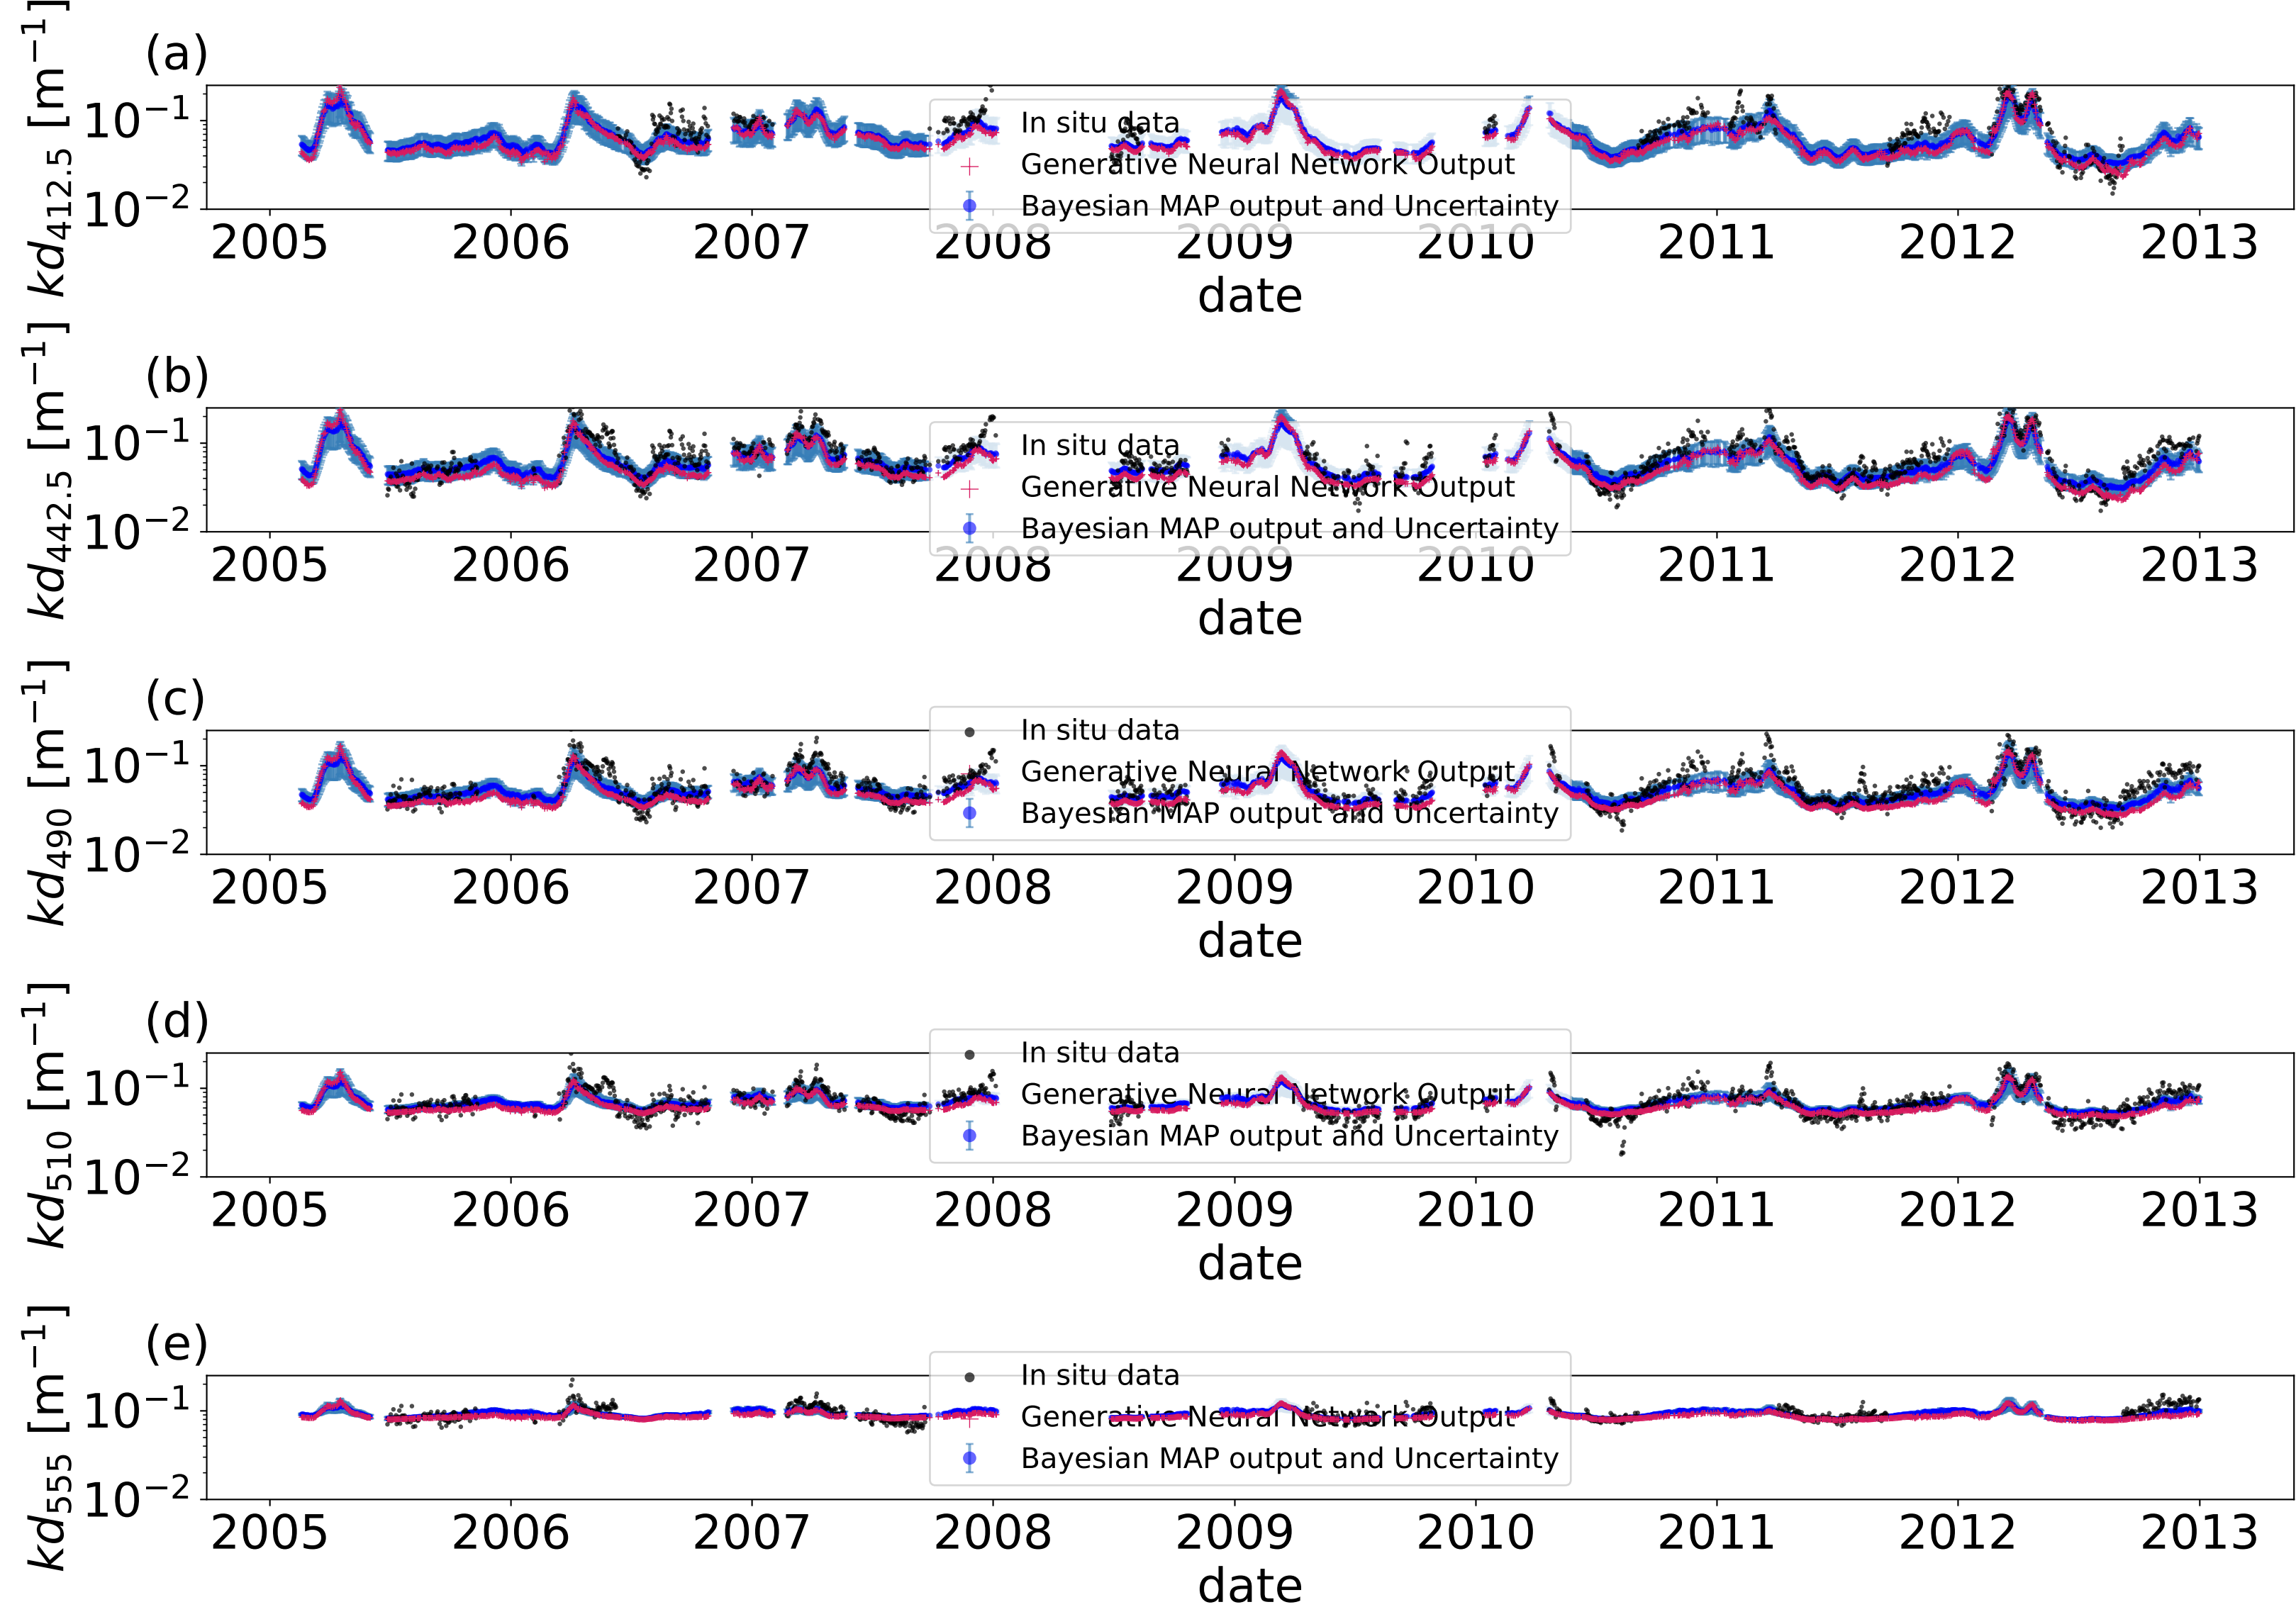 (a)
kd412.5 [m−1]
10−1
10−2
In situ data
Generative Neural Network Output
Bayesian MAP output and Uncertainty
2005 2006 2007 2008 2009 2010 2011 2012 2013
date
(b)
kd442.5 [m−1]
10−1
10−2
In situ data
Generative Neural Network Output
Bayesian MAP output and Uncertainty
2005 2006 2007 2008 2009 2010 2011 2012 2013
date
(c)
kd490 [m−1]
10−1
10−2
In situ data
Generative Neural Network Output
Bayesian MAP output and Uncertainty
2005 2006 2007 2008 2009 2010 2011 2012 2013
date
(d)
kd510 [m−1]
10−1
10−2
In situ data
Generative Neural Network Output
Bayesian MAP output and Uncertainty
2005 2006 2007 2008 2009 2010 2011 2012 2013
date
(e)
kd555 [m−1]
10−1
10−2
In situ data
Generative Neural Network Output
Bayesian MAP output and Uncertainty
2005 2006 2007 2008 2009 2010 2011 2012 2013
date